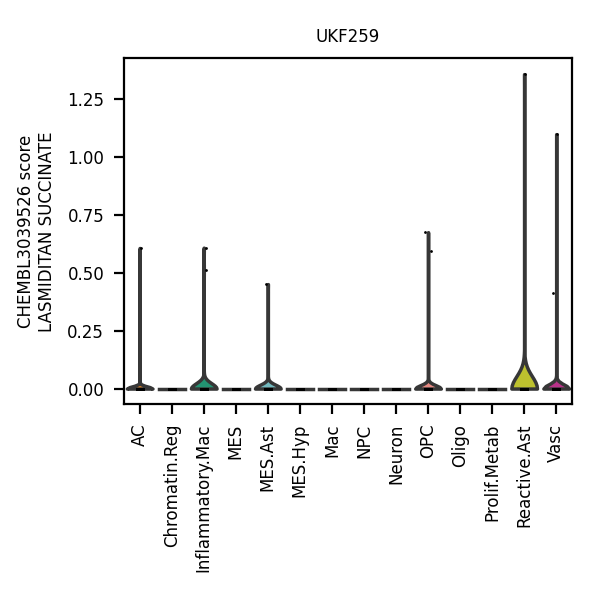 UKF259
CHEMBL3039526 score
LASMIDITAN SUCCINATE
1.25
1.00
0.75
0.50
0.25
0.00
AC
Chromatin.Reg
Inflammatory.Mac
MES
MES.Ast
MES.Hyp
Mac
NPC
Neuron
OPC
Oligo
Prolif.Metab
Reactive.Ast
Vasc